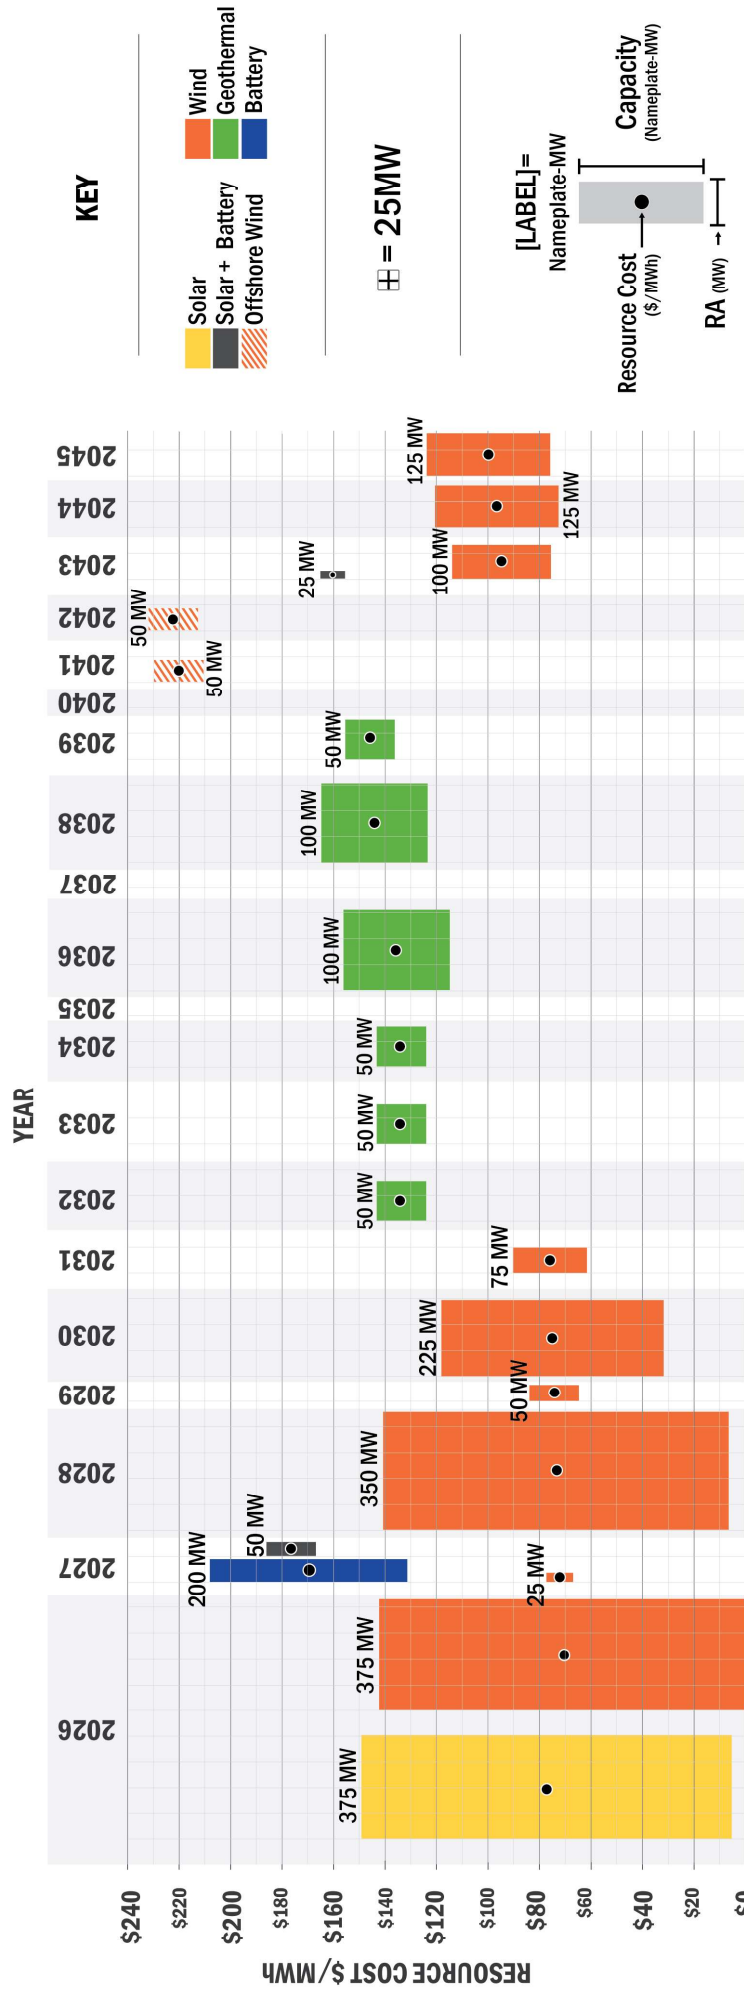 YEAR
2026
2027
2028
2029
2030
2031
2032
2033
2034
2035
2036
2037
2038
2039
2040
2041
2042
2043
2044
2045
RESOURCE COST $/MWh
$240
$220
$200
$180
$160
$140
$120
$100
$80
$60
$40
$20
$0
375 MW
375 MW
200 MW
50 MW
25 MW
350 MW
50 MW
225 MW
75 MW
50 MW
50 MW
50 MW
100 MW
100 MW
50 MW
50 MW
50 MW
25 MW
100 MW
125 MW
125 MW
KEY
Solar
Wind
Solar + Battery
Geothermal
Offshore Wind
Battery
= 25MW
[LABEL]=
Nameplate-MW
Resource Cost
($/MWh)
Capacity
(Nameplate-MW)
RA (MW)